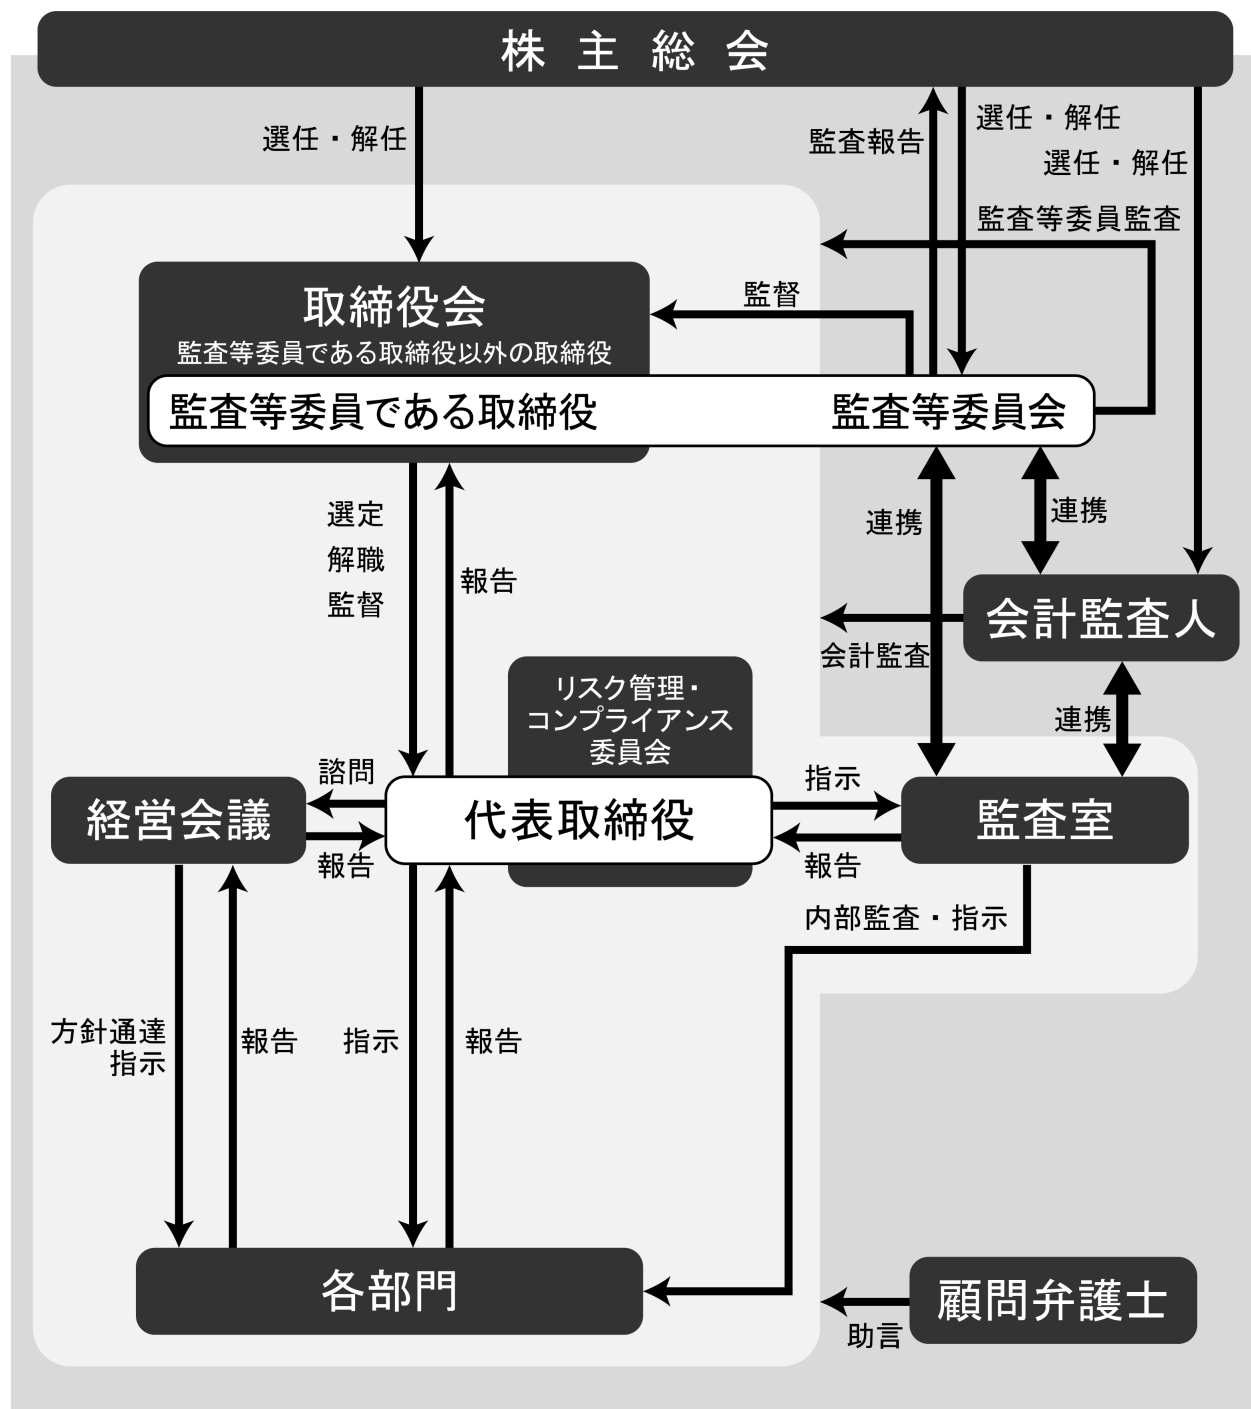 株主総会
選任・解任
監査報告
選任・解任
選任・解任
監査等委員監査
監督
取締役会
監査等委員である取締役以外の取締役
監査等委員である取締役
監査等委員会
選定
解職
監督
報告
連携
連携
会計監査人
会計監査
連携
リスク管理・
コンプライアンス
委員会
諮問
経営会議
報告
代表取締役
指示
報告
監査室
内部監査・指示
方針通達
指示
報告
指示
報告
各部門
顧問弁護士
助言